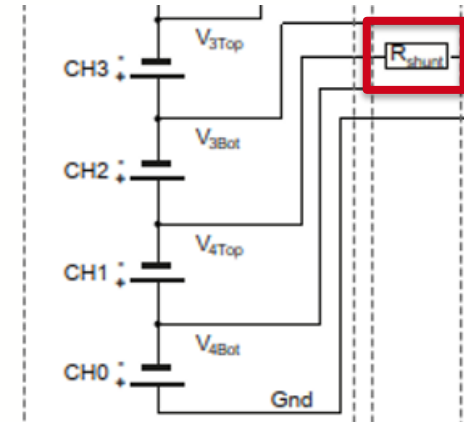 V3Top
Rshunt
CH3 - +
V3Bot
CH2 - +
V4Top
CH1 - +
V4Bot
CH0 - +
Gnd